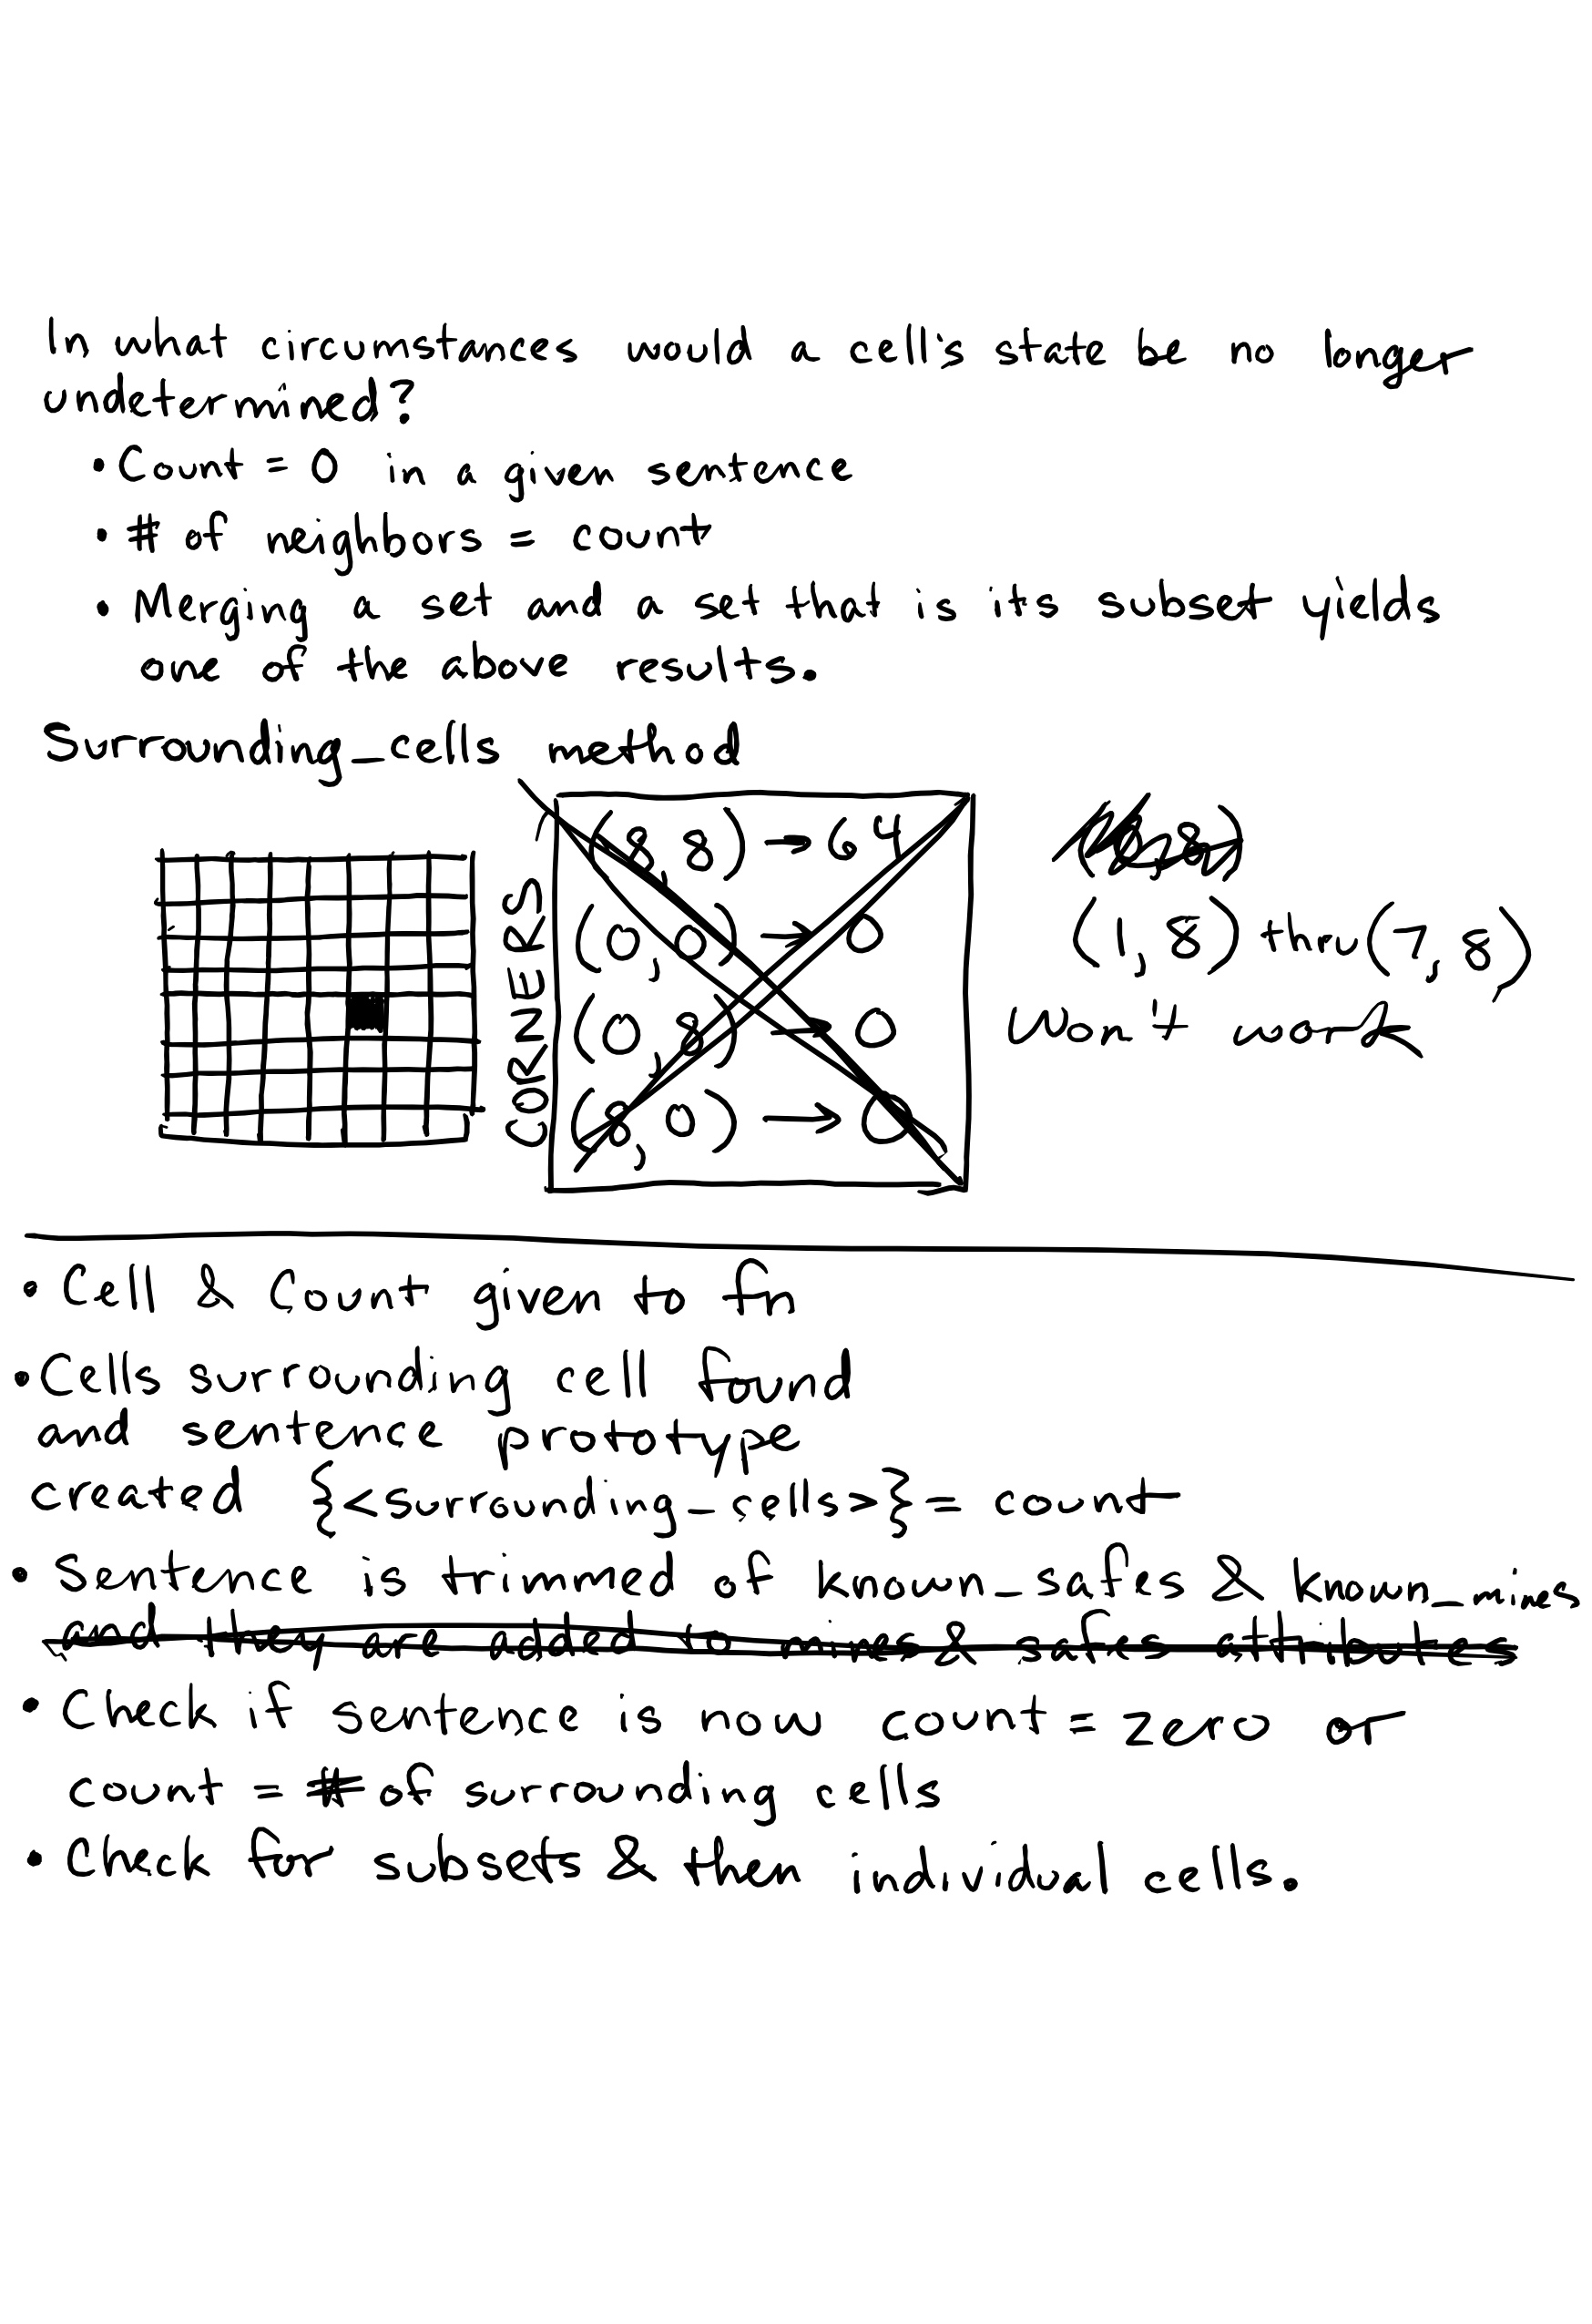 In what circumstances would a cell's state be no longer
undetermined?
• Count = 0 in a given sentence
• # of neighbors = count
• Merging a set and a set that is its subset yields
one of the above results.
Surrounding_cells method
CORNERS
(8, 8) → 64
(0, 0) → 0
(0, 8) → 0
(8, 0) → 0
(1, 8) thru (7, 8)
won't work
• Cell & Count given to fn
• Cells surrounding cell found
and sentence prototype
created {<surrounding_cells>} = count
• Sentence is trimmed of known_safes & known_mines
and they are added to mines & safes attributes
• Check if sentence is now count = zero or
count = # of surrounding cells
• Check for subsets & then individual cells.